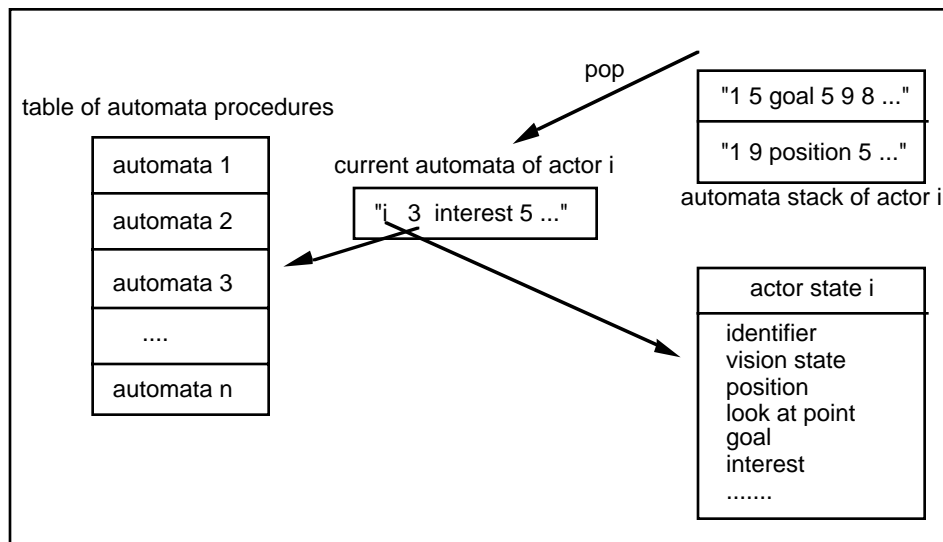 pop
"1 5 goal 5 9 8 ..."
"1 9 position 5 ..."
automata stack of actor i
table of automata procedures
automata 1
automata 2
automata 3
....
automata n
current automata of actor i
"i 3 interest 5 ..."
actor state i
identifier
vision state
position
look at point
goal
interest
.......